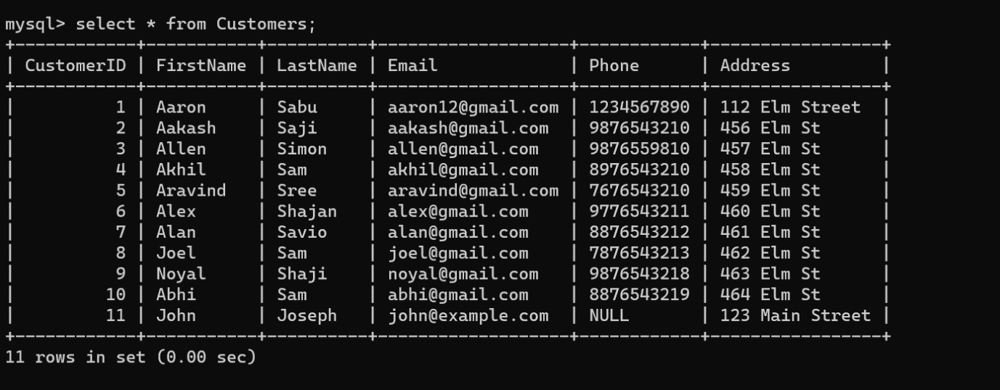 mysql> select * from Customers;
+------------+-----------+----------+-------------------+------------+-----------------+
| CustomerID | FirstName | LastName | Email             | Phone      | Address         |
+------------+-----------+----------+-------------------+------------+-----------------+
|          1 | Aaron     | Sabu     | aaron12@gmail.com | 1234567890 | 112 Elm Street  |
|          2 | Aakash    | Saji     | aakash@gmail.com  | 9876543210 | 456 Elm St      |
|          3 | Allen     | Simon    | allen@gmail.com   | 9876559810 | 457 Elm St      |
|          4 | Akhil     | Sam      | akhil@gmail.com   | 8976543210 | 458 Elm St      |
|          5 | Aravind   | Sree     | aravind@gmail.com | 7676543210 | 459 Elm St      |
|          6 | Alex      | Shajan   | alex@gmail.com    | 9776543211 | 460 Elm St      |
|          7 | Alan      | Savio    | alan@gmail.com    | 8876543212 | 461 Elm St      |
|          8 | Joel      | Sam      | joel@gmail.com    | 7876543213 | 462 Elm St      |
|          9 | Noyal     | Shaji    | noyal@gmail.com   | 9876543218 | 463 Elm St      |
|         10 | Abhi      | Sam      | abhi@gmail.com    | 8876543219 | 464 Elm St      |
|         11 | John      | Joseph   | john@example.com  | NULL       | 123 Main Street |
+------------+-----------+----------+-------------------+------------+-----------------+
11 rows in set (0.00 sec)